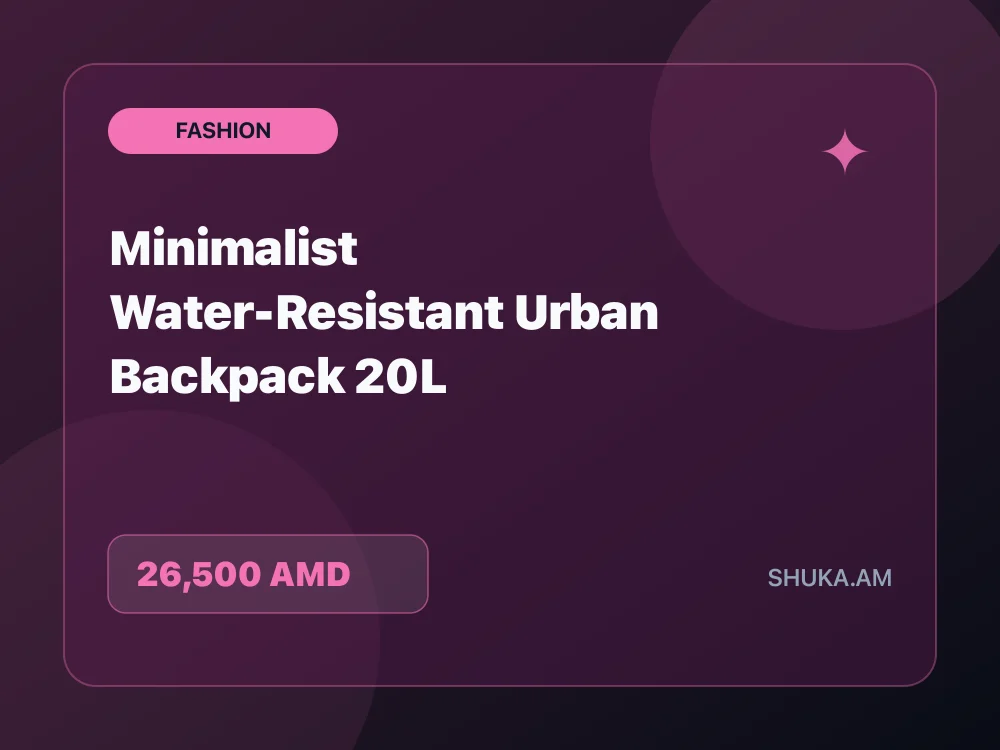 FASHION
Minimalist
Water-Resistant Urban
Backpack 20L
26,500 AMD
SHUKA.AM